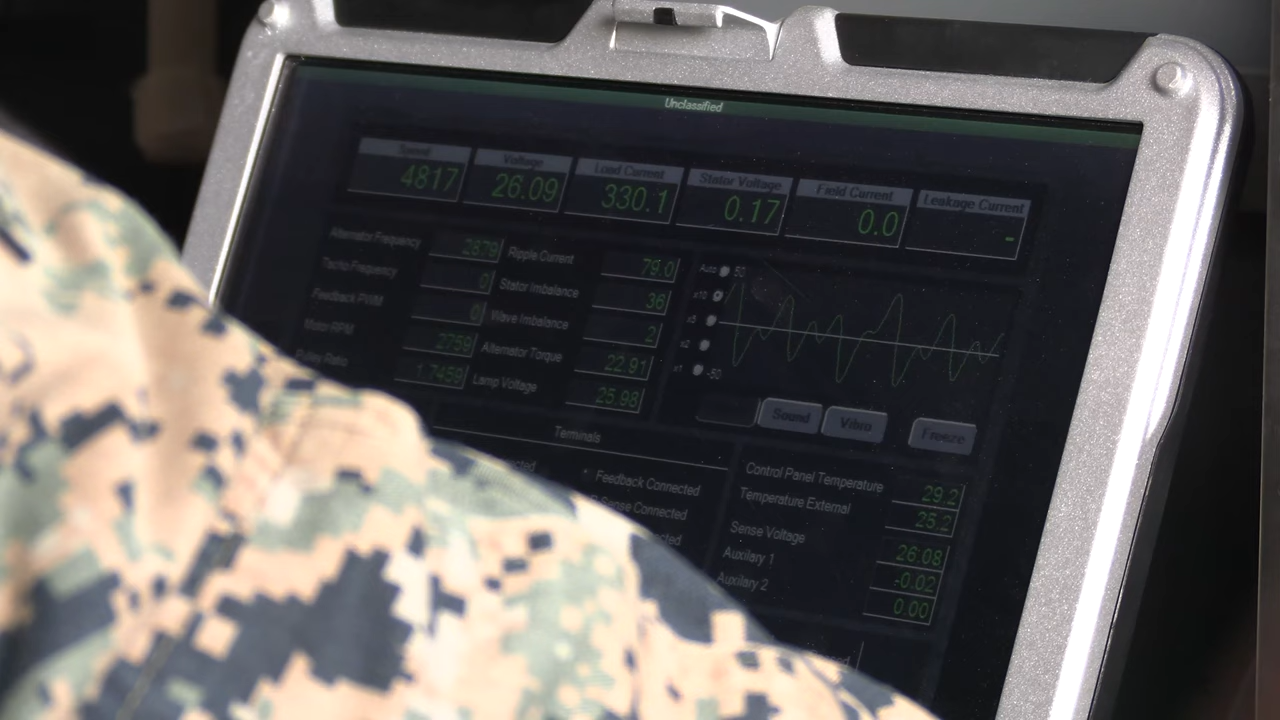 Unclassified
Speed Voltage Load Current Stator Voltage Field Current Leakage Current
4817 26.09 330.1 0.17 0.0 -
Alternator Frequency 2879 Ripple Current 79.0
Tacho Frequency 0 Stator Imbalance 36
Feedback PWM 0 Wave Imbalance 2
Motor RPM 2759 Alternator Torque 22.91
Pulley Ratio 1.7459 Lamp Voltage 25.98
Auto 50
x10
x5
x2
x1 -50
Sound Vibro Freeze
Terminals
Feedback Connected
Sense Connected
Control Panel Temperature 29.2
Temperature External 25.2
Sense Voltage 26.08
Auxilary 1 -0.02
Auxilary 2 0.00